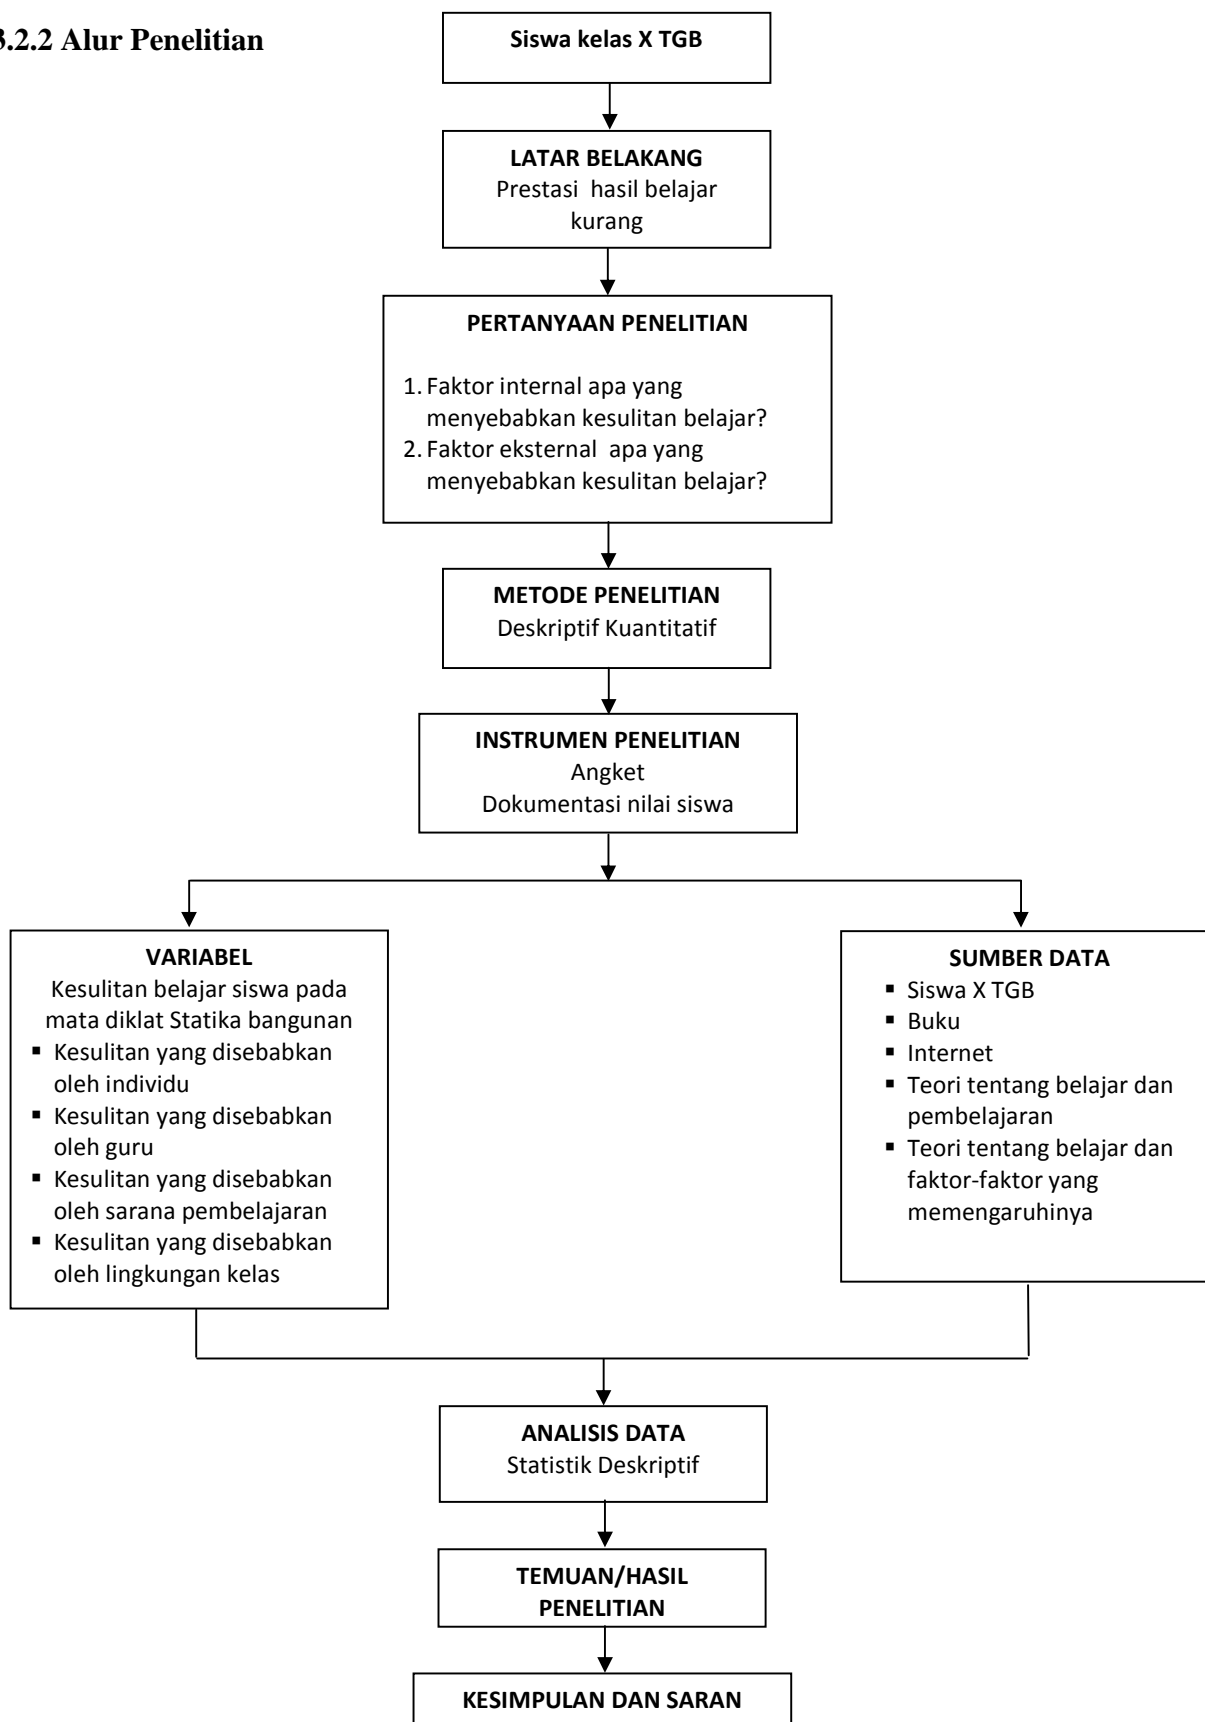 3.2.2 Alur Penelitian
Siswa kelas X TGB
LATAR BELAKANG
Prestasi hasil belajar
kurang
PERTANYAAN PENELITIAN
1. Faktor internal apa yang
menyebabkan kesulitan belajar?
2. Faktor eksternal apa yang
menyebabkan kesulitan belajar?
METODE PENELITIAN
Deskriptif Kuantitatif
INSTRUMEN PENELITIAN
Angket
Dokumentasi nilai siswa
VARIABEL
Kesulitan belajar siswa pada
mata diklat Statika bangunan
▪ Kesulitan yang disebabkan
oleh individu
▪ Kesulitan yang disebabkan
oleh guru
▪ Kesulitan yang disebabkan
oleh sarana pembelajaran
▪ Kesulitan yang disebabkan
oleh lingkungan kelas
SUMBER DATA
▪ Siswa X TGB
▪ Buku
▪ Internet
▪ Teori tentang belajar dan
pembelajaran
▪ Teori tentang belajar dan
faktor-faktor yang
memengaruhinya
ANALISIS DATA
Statistik Deskriptif
TEMUAN/HASIL
PENELITIAN
KESIMPULAN DAN SARAN